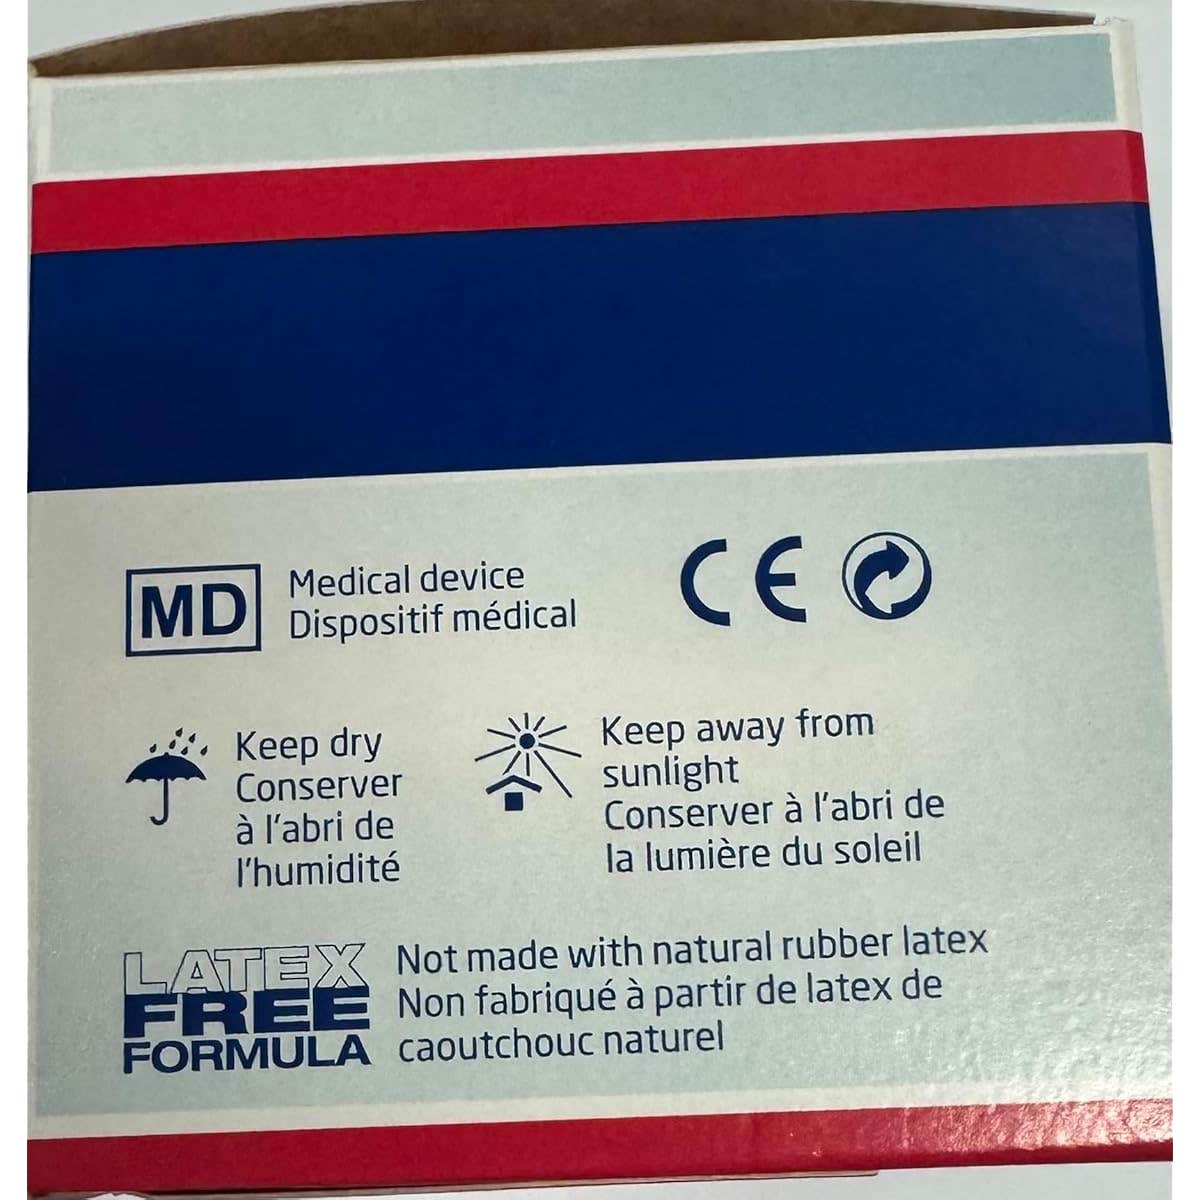 MD
Medical device
Dispositif médical
CE
Keep dry
Conserver
à l'abri de
l'humidité
Keep away from
sunlight
Conserver à l'abri de
la lumière du soleil
LATEX
FREE
FORMULA
Not made with natural rubber latex
Non fabriqué à partir de latex de
caoutchouc naturel